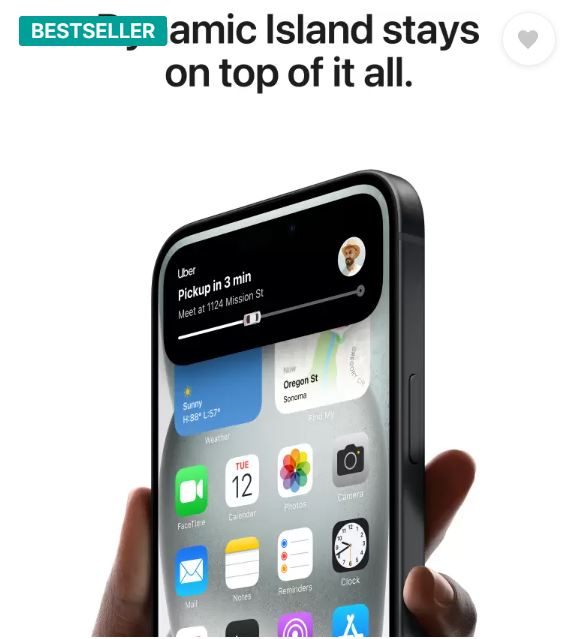 BESTSELLER
amic Island stays
on top of it all.
Uber
Pickup in 3 min
Meet at 1124 Mission St
Sunny
H:88° L:57°
Weather
Now
Oregon St
Sonoma
Find My
FaceTime
TUE
12
Calendar
Photos
Camera
Mail
Notes
Reminders
Clock